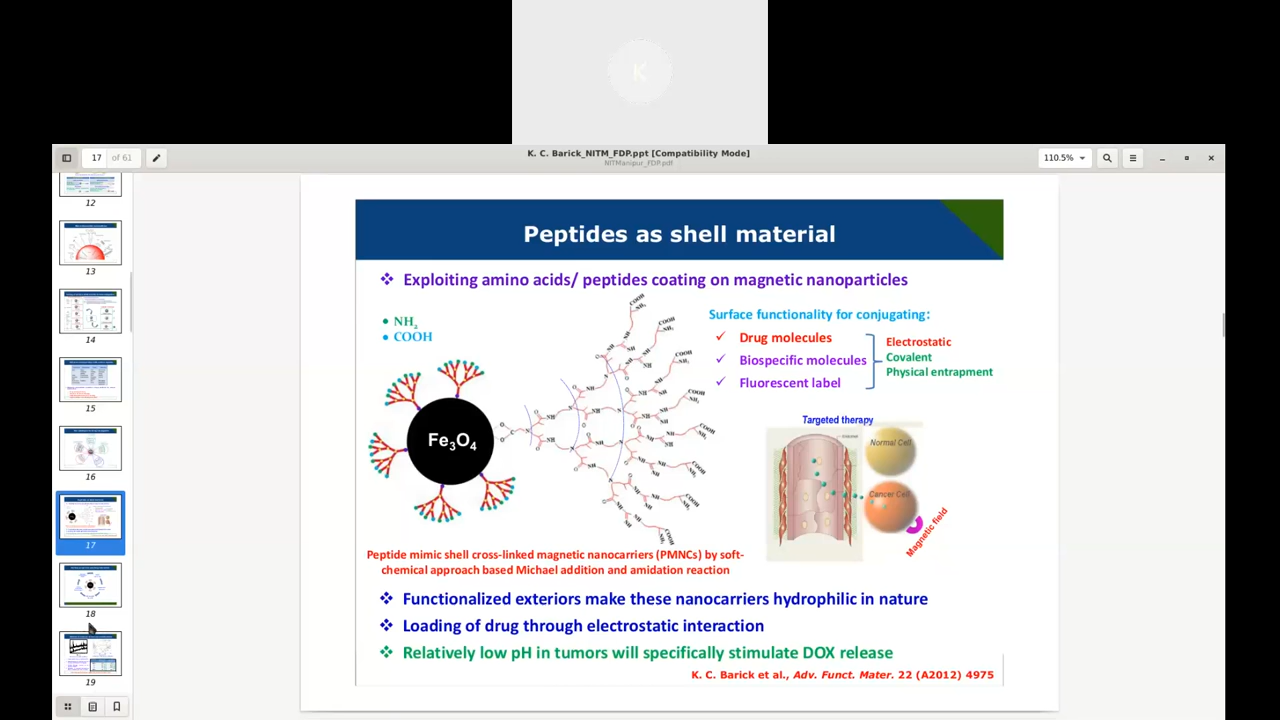 K
17 of 61
K. C. Barick_NITM_FDP.ppt [Compatibility Mode]
NITManipur_FDP.pdf
110.5%
12
13
14
15
16
17
18
19
Peptides as shell material
❖ Exploiting amino acids/ peptides coating on magnetic nanoparticles
• NH2
• COOH
Fe3O4
Surface functionality for conjugating:
✓ Drug molecules
✓ Biospecific molecules
✓ Fluorescent label
Electrostatic
Covalent
Physical entrapment
Targeted therapy
Normal Cell
Cancer Cell
Magnetic field
Peptide mimic shell cross-linked magnetic nanocarriers (PMNCs) by soft-
chemical approach based Michael addition and amidation reaction
❖ Functionalized exteriors make these nanocarriers hydrophilic in nature
❖ Loading of drug through electrostatic interaction
❖ Relatively low pH in tumors will specifically stimulate DOX release
K. C. Barick et al., Adv. Funct. Mater. 22 (A2012) 4975